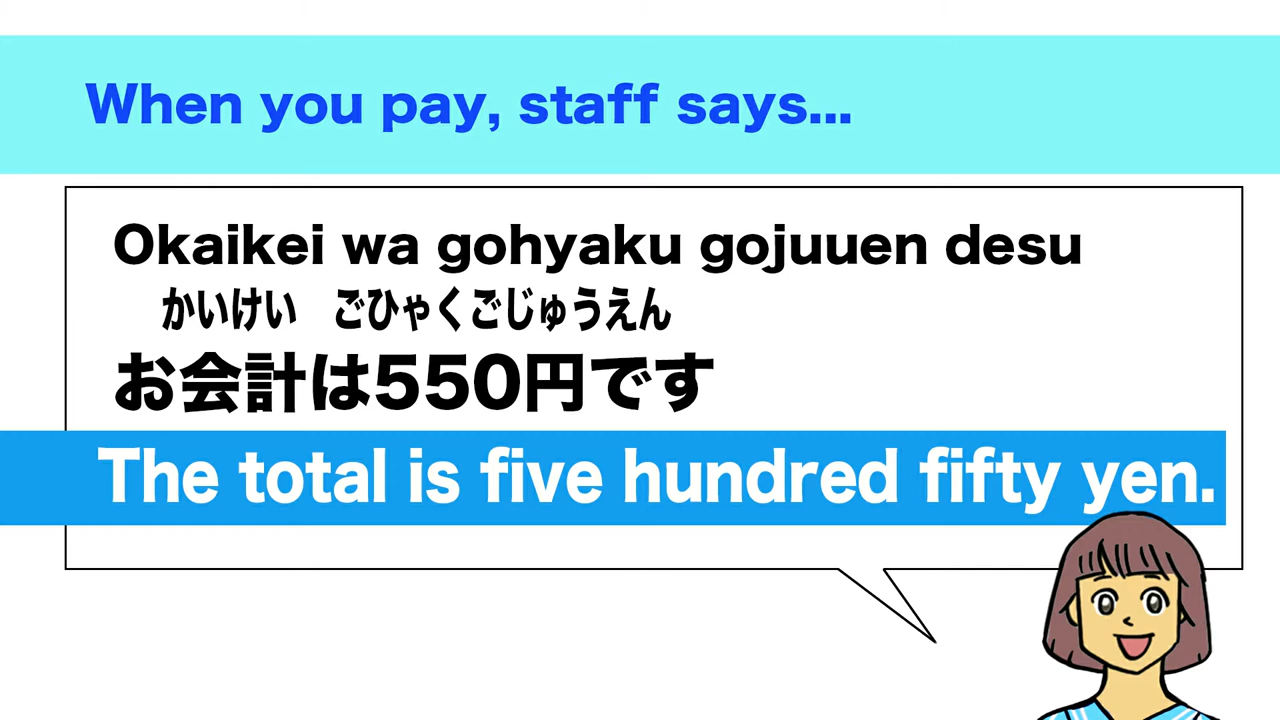 When you pay, staff says...
Okaikei wa gohyaku gojuuen desu
かいけい ごひゃくごじゅうえん
お会計は550円です
The total is five hundred fifty yen.